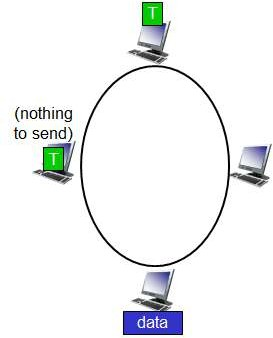 T
(nothing
to send)
T
data